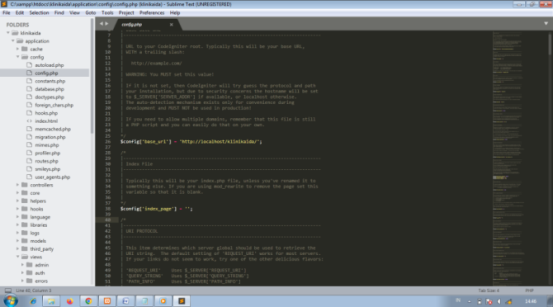 C:\xampp\htdocs\klinikaida\application\config\config.php (klinikaida) - Sublime Text (UNREGISTERED)
File Edit Selection Find View Goto Tools Project Preferences Help
FOLDERS
klinikaida
application
cache
config
autoload.php
config.php
constants.php
database.php
doctypes.php
foreign_chars.php
hooks.php
index.html
memcached.php
migration.php
mimes.php
profiler.php
routes.php
smileys.php
user_agents.php
controllers
core
helpers
hooks
language
libraries
logs
models
third_party
views
admin
auth
errors
config.php
URL to your CodeIgniter root. Typically this will be your base URL,
WITH a trailing slash:
http://example.com/
WARNING: You MUST set this value!
If it is not set, then CodeIgniter will try guess the protocol and path
your installation, but due to security concerns the hostname will be set
to $_SERVER['SERVER_ADDR'] if available, or localhost otherwise.
The auto-detection mechanism exists only for convenience during
development and MUST NOT be used in production!
If you need to allow multiple domains, remember that this file is still
a PHP script and you can easily do that on your own.
*/
$config['base_url'] = 'http://localhost/klinikaida/';
/*
Index File
Typically this will be your index.php file, unless you've renamed it to
something else. If you are using mod_rewrite to remove the page set this
variable so that it is blank.
*/
$config['index_page'] = '';
/*
URI PROTOCOL
This item determines which server global should be used to retrieve the
URI string. The default setting of 'REQUEST_URI' works for most servers.
If your links do not seem to work, try one of the other delicious flavors:
'REQUEST_URI' Uses $_SERVER['REQUEST_URI']
'QUERY_STRING' Uses $_SERVER['QUERY_STRING']
'PATH_INFO' Uses $_SERVER['PATH_INFO']
Tab Size: 4
PHP